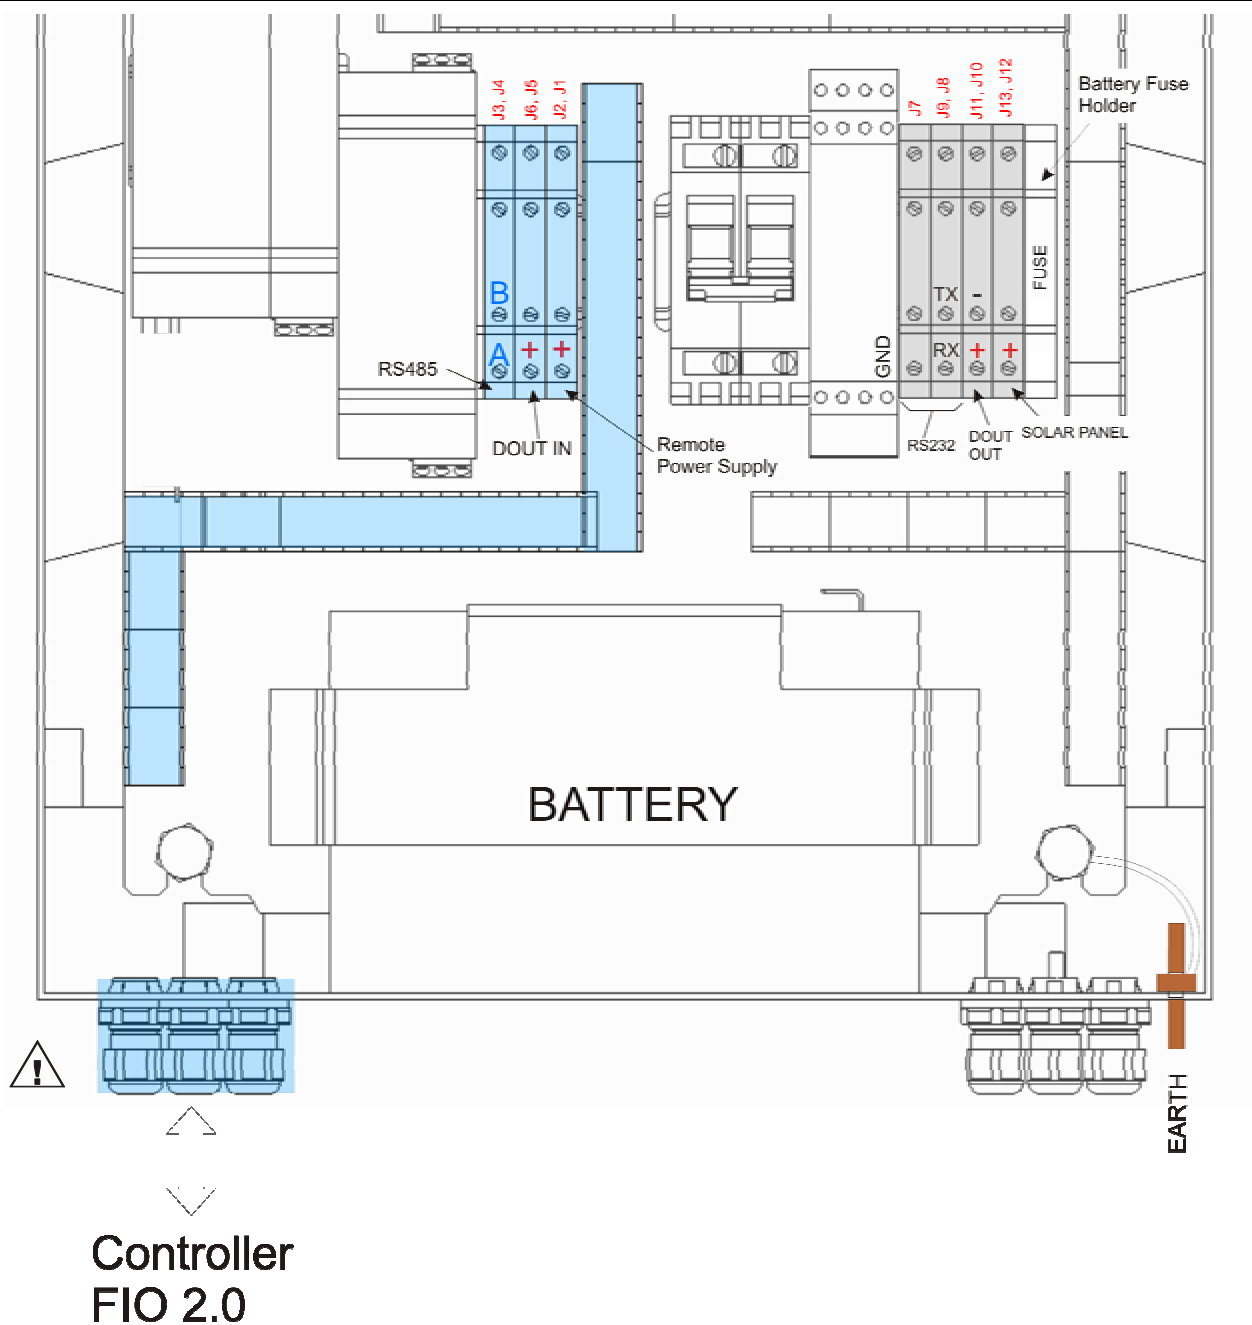 J3, J4
J6, J5
J2, J1
J7
J9, J8
J11, J10
J13, J12
Battery Fuse
Holder
B
A
+
+
RS485
DOUT IN
Remote
Power Supply
GND
TX
-
RX
+
+
FUSE
RS232
DOUT
OUT
SOLAR PANEL
BATTERY
!
EARTH
Controller
FIO 2.0